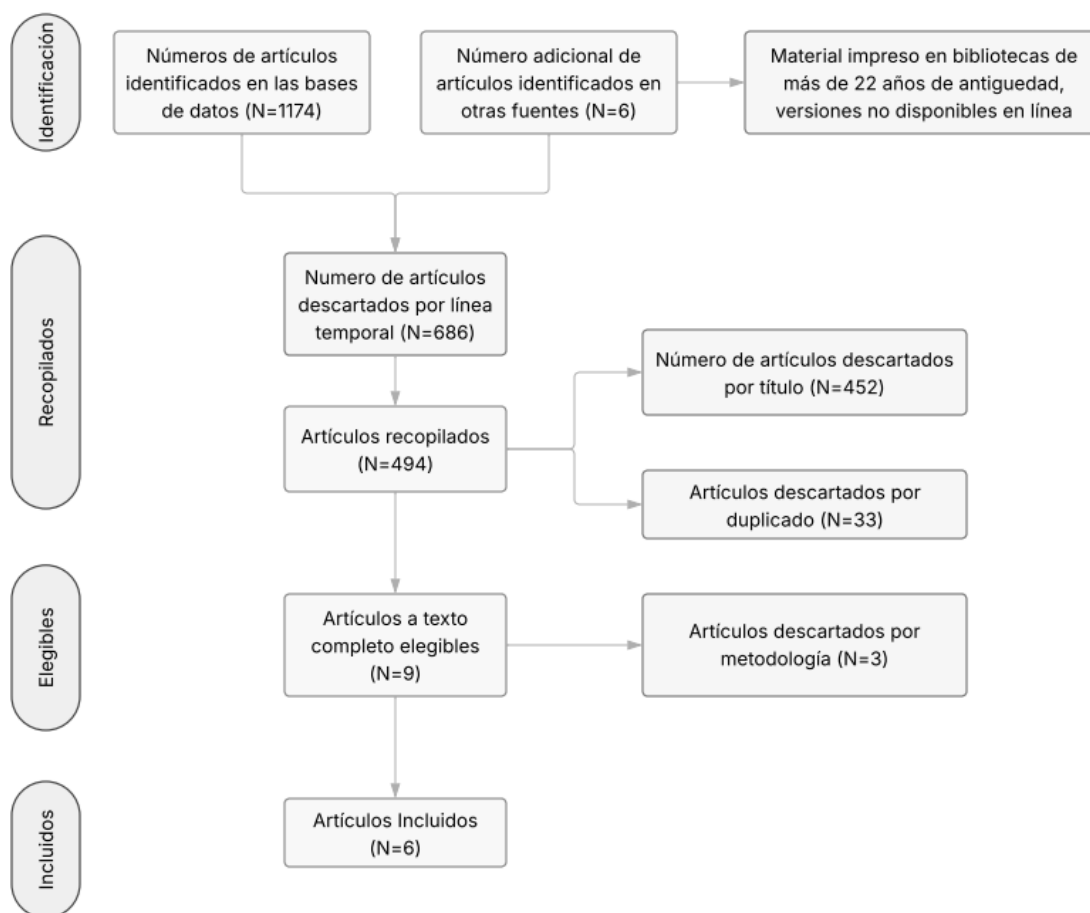 Identificación
Números de artículos
identificados en las bases
de datos (N=1174)
Número adicional de
artículos identificados en
otras fuentes (N=6)
Material impreso en bibliotecas de
más de 22 años de antiguedad,
versiones no disponibles en línea
Recopilados
Numero de artículos
descartados por línea
temporal (N=686)
Número de artículos descartados
por título (N=452)
Artículos recopilados
(N=494)
Artículos descartados por
duplicado (N=33)
Elegibles
Artículos a texto
completo elegibles
(N=9)
Artículos descartados por
metodología (N=3)
Incluidos
Artículos Incluidos
(N=6)